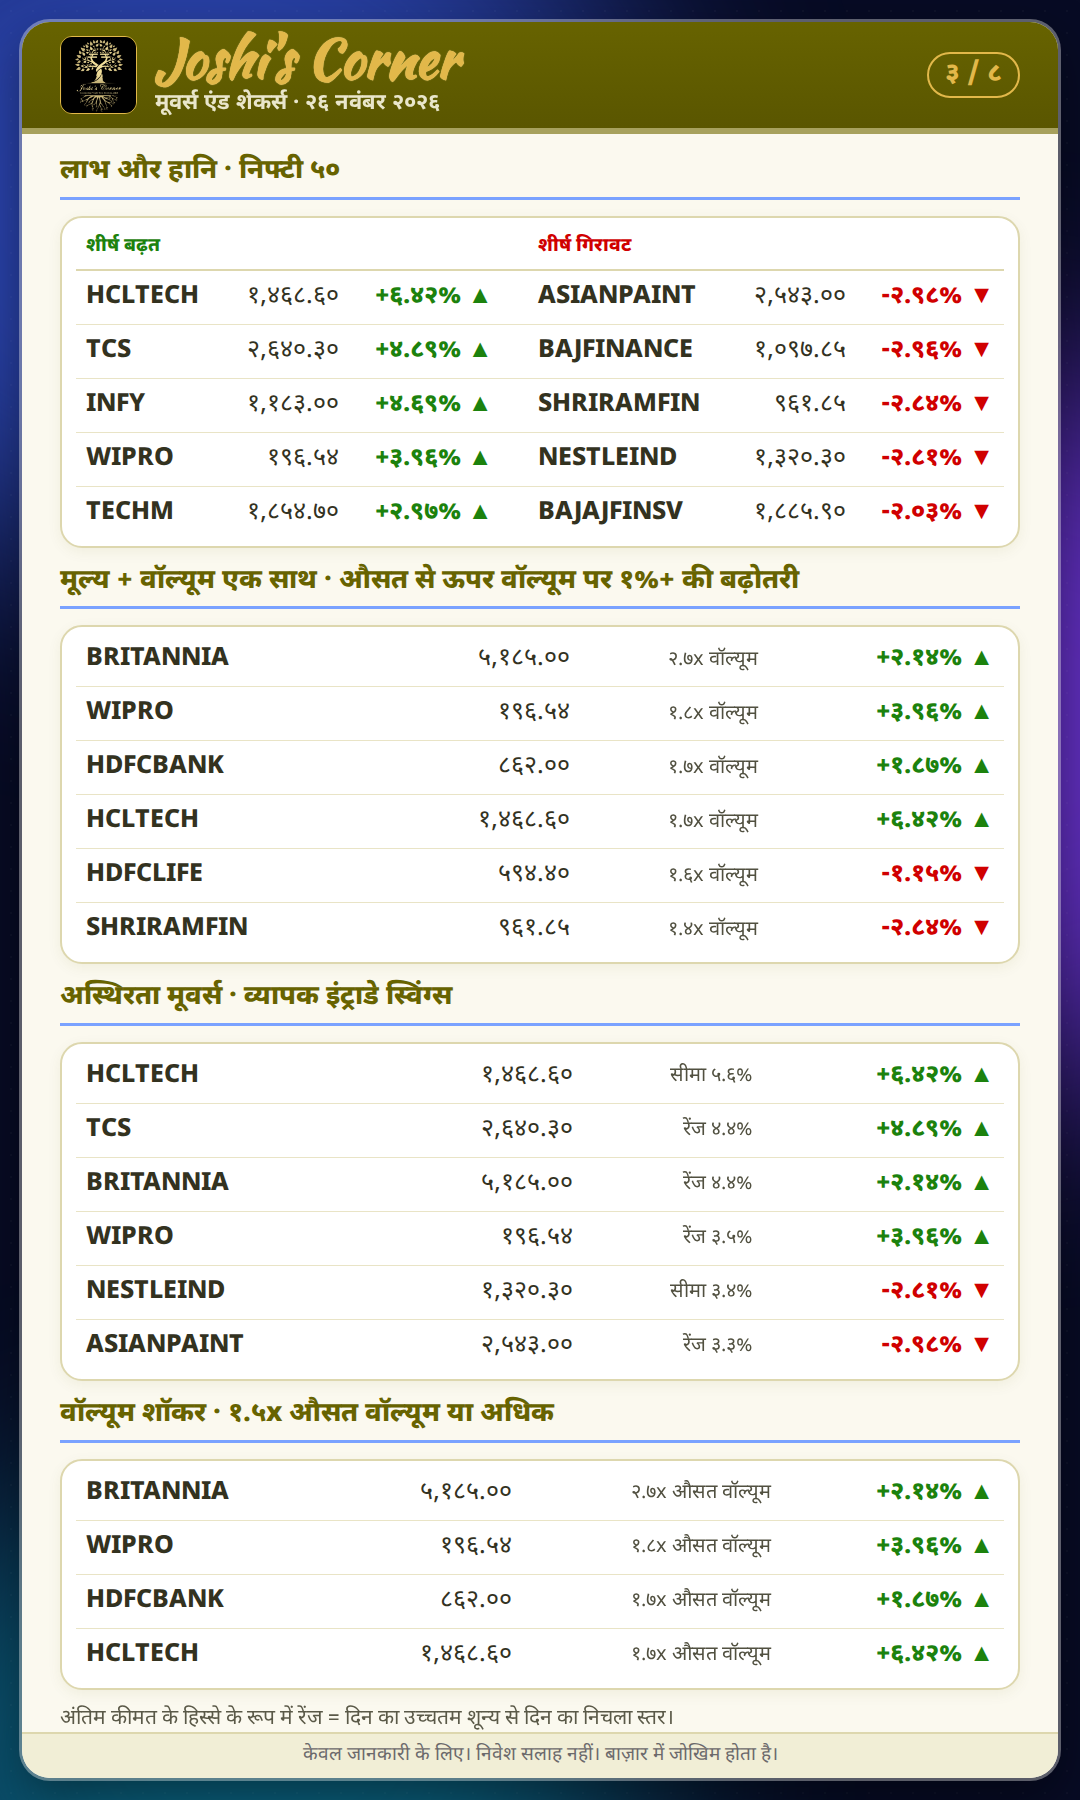 Joshi's Corner
Joshi's Corner
मूवर्स एंड शेकर्स · २६ नवंबर २०२६
३ / ८
लाभ और हानि · निफ्टी ५०
शीर्ष बढ़त शीर्ष गिरावट
HCLTECH १,४६८.६० +६.४२% ▲ ASIANPAINT २,५४३.०० -२.९८% ▼
TCS २,६४०.३० +४.८९% ▲ BAJFINANCE १,०९७.८५ -२.९६% ▼
INFY १,१८३.०० +४.६९% ▲ SHRIRAMFIN ९६१.८५ -२.८४% ▼
WIPRO १९६.५४ +३.९६% ▲ NESTLEIND १,३२०.३० -२.८१% ▼
TECHM १,८५४.७० +२.९७% ▲ BAJAJFINSV १,८८५.९० -२.०३% ▼
मूल्य + वॉल्यूम एक साथ · औसत से ऊपर वॉल्यूम पर १%+ की बढ़ोतरी
BRITANNIA ५,१८५.०० २.७x वॉल्यूम +२.१४% ▲
WIPRO १९६.५४ १.८x वॉल्यूम +३.९६% ▲
HDFCBANK ८६२.०० १.७x वॉल्यूम +१.८७% ▲
HCLTECH १,४६८.६० १.७x वॉल्यूम +६.४२% ▲
HDFCLIFE ५९४.४० १.६x वॉल्यूम -१.१५% ▼
SHRIRAMFIN ९६१.८५ १.४x वॉल्यूम -२.८४% ▼
अस्थिरता मूवर्स · व्यापक इंट्राडे स्विंग्स
HCLTECH १,४६८.६० सीमा ५.६% +६.४२% ▲
TCS २,६४०.३० रेंज ४.४% +४.८९% ▲
BRITANNIA ५,१८५.०० रेंज ४.४% +२.१४% ▲
WIPRO १९६.५४ रेंज ३.५% +३.९६% ▲
NESTLEIND १,३२०.३० सीमा ३.४% -२.८१% ▼
ASIANPAINT २,५४३.०० रेंज ३.३% -२.९८% ▼
वॉल्यूम शॉकर · १.५x औसत वॉल्यूम या अधिक
BRITANNIA ५,१८५.०० २.७x औसत वॉल्यूम +२.१४% ▲
WIPRO १९६.५४ १.८x औसत वॉल्यूम +३.९६% ▲
HDFCBANK ८६२.०० १.७x औसत वॉल्यूम +१.८७% ▲
HCLTECH १,४६८.६० १.७x औसत वॉल्यूम +६.४२% ▲
अंतिम कीमत के हिस्से के रूप में रेंज = दिन का उच्चतम शून्य से दिन का निचला स्तर।
केवल जानकारी के लिए। निवेश सलाह नहीं। बाज़ार में जोखिम होता है।